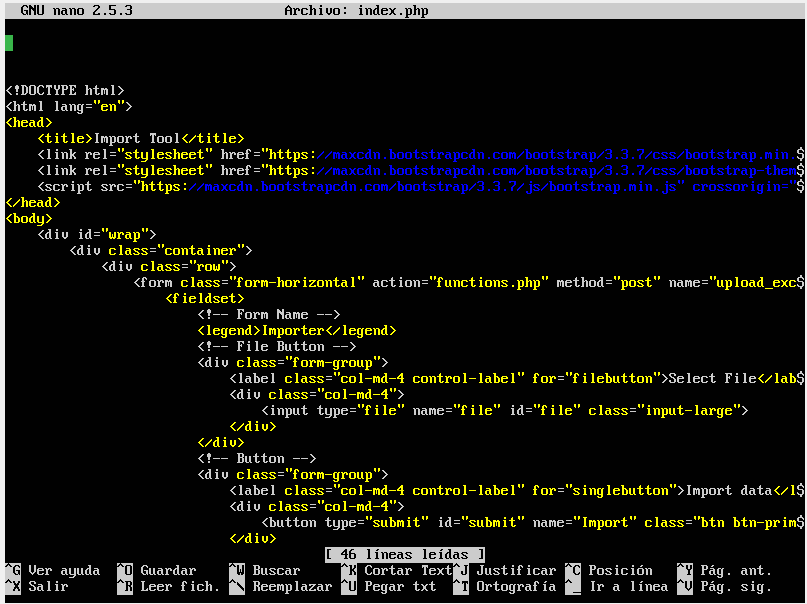 GNU nano 2.5.3 Archivo: index.php
<!DOCTYPE html>
<html lang="en">
<head>
<title>Import Tool</title>
<link rel="stylesheet" href="https://maxcdn.bootstrapcdn.com/bootstrap/3.3.7/css/bootstrap.min.$
<link rel="stylesheet" href="https://maxcdn.bootstrapcdn.com/bootstrap/3.3.7/css/bootstrap-them$
<script src="https://maxcdn.bootstrapcdn.com/bootstrap/3.3.7/js/bootstrap.min.js" crossorigin="$
</head>
<body>
<div id="wrap">
<div class="container">
<div class="row">
<form class="form-horizontal" action="functions.php" method="post" name="upload_exc$
<fieldset>
<!-- Form Name -->
<legend>Importer</legend>
<!-- File Button -->
<div class="form-group">
<label class="col-md-4 control-label" for="filebutton">Select File</lab$
<div class="col-md-4">
<input type="file" name="file" id="file" class="input-large">
</div>
</div>
<!-- Button -->
<div class="form-group">
<label class="col-md-4 control-label" for="singlebutton">Import data</l$
<div class="col-md-4">
<button type="submit" id="submit" name="Import" class="btn btn-prim$
</div>
[ 46 líneas leídas ]
^G Ver ayuda ^O Guardar ^W Buscar ^K Cortar Text ^J Justificar ^C Posición ^Y Pág. ant.
^X Salir ^R Leer fich. ^\ Reemplazar ^U Pegar txt ^T Ortografía ^_ Ir a línea ^V Pág. sig.